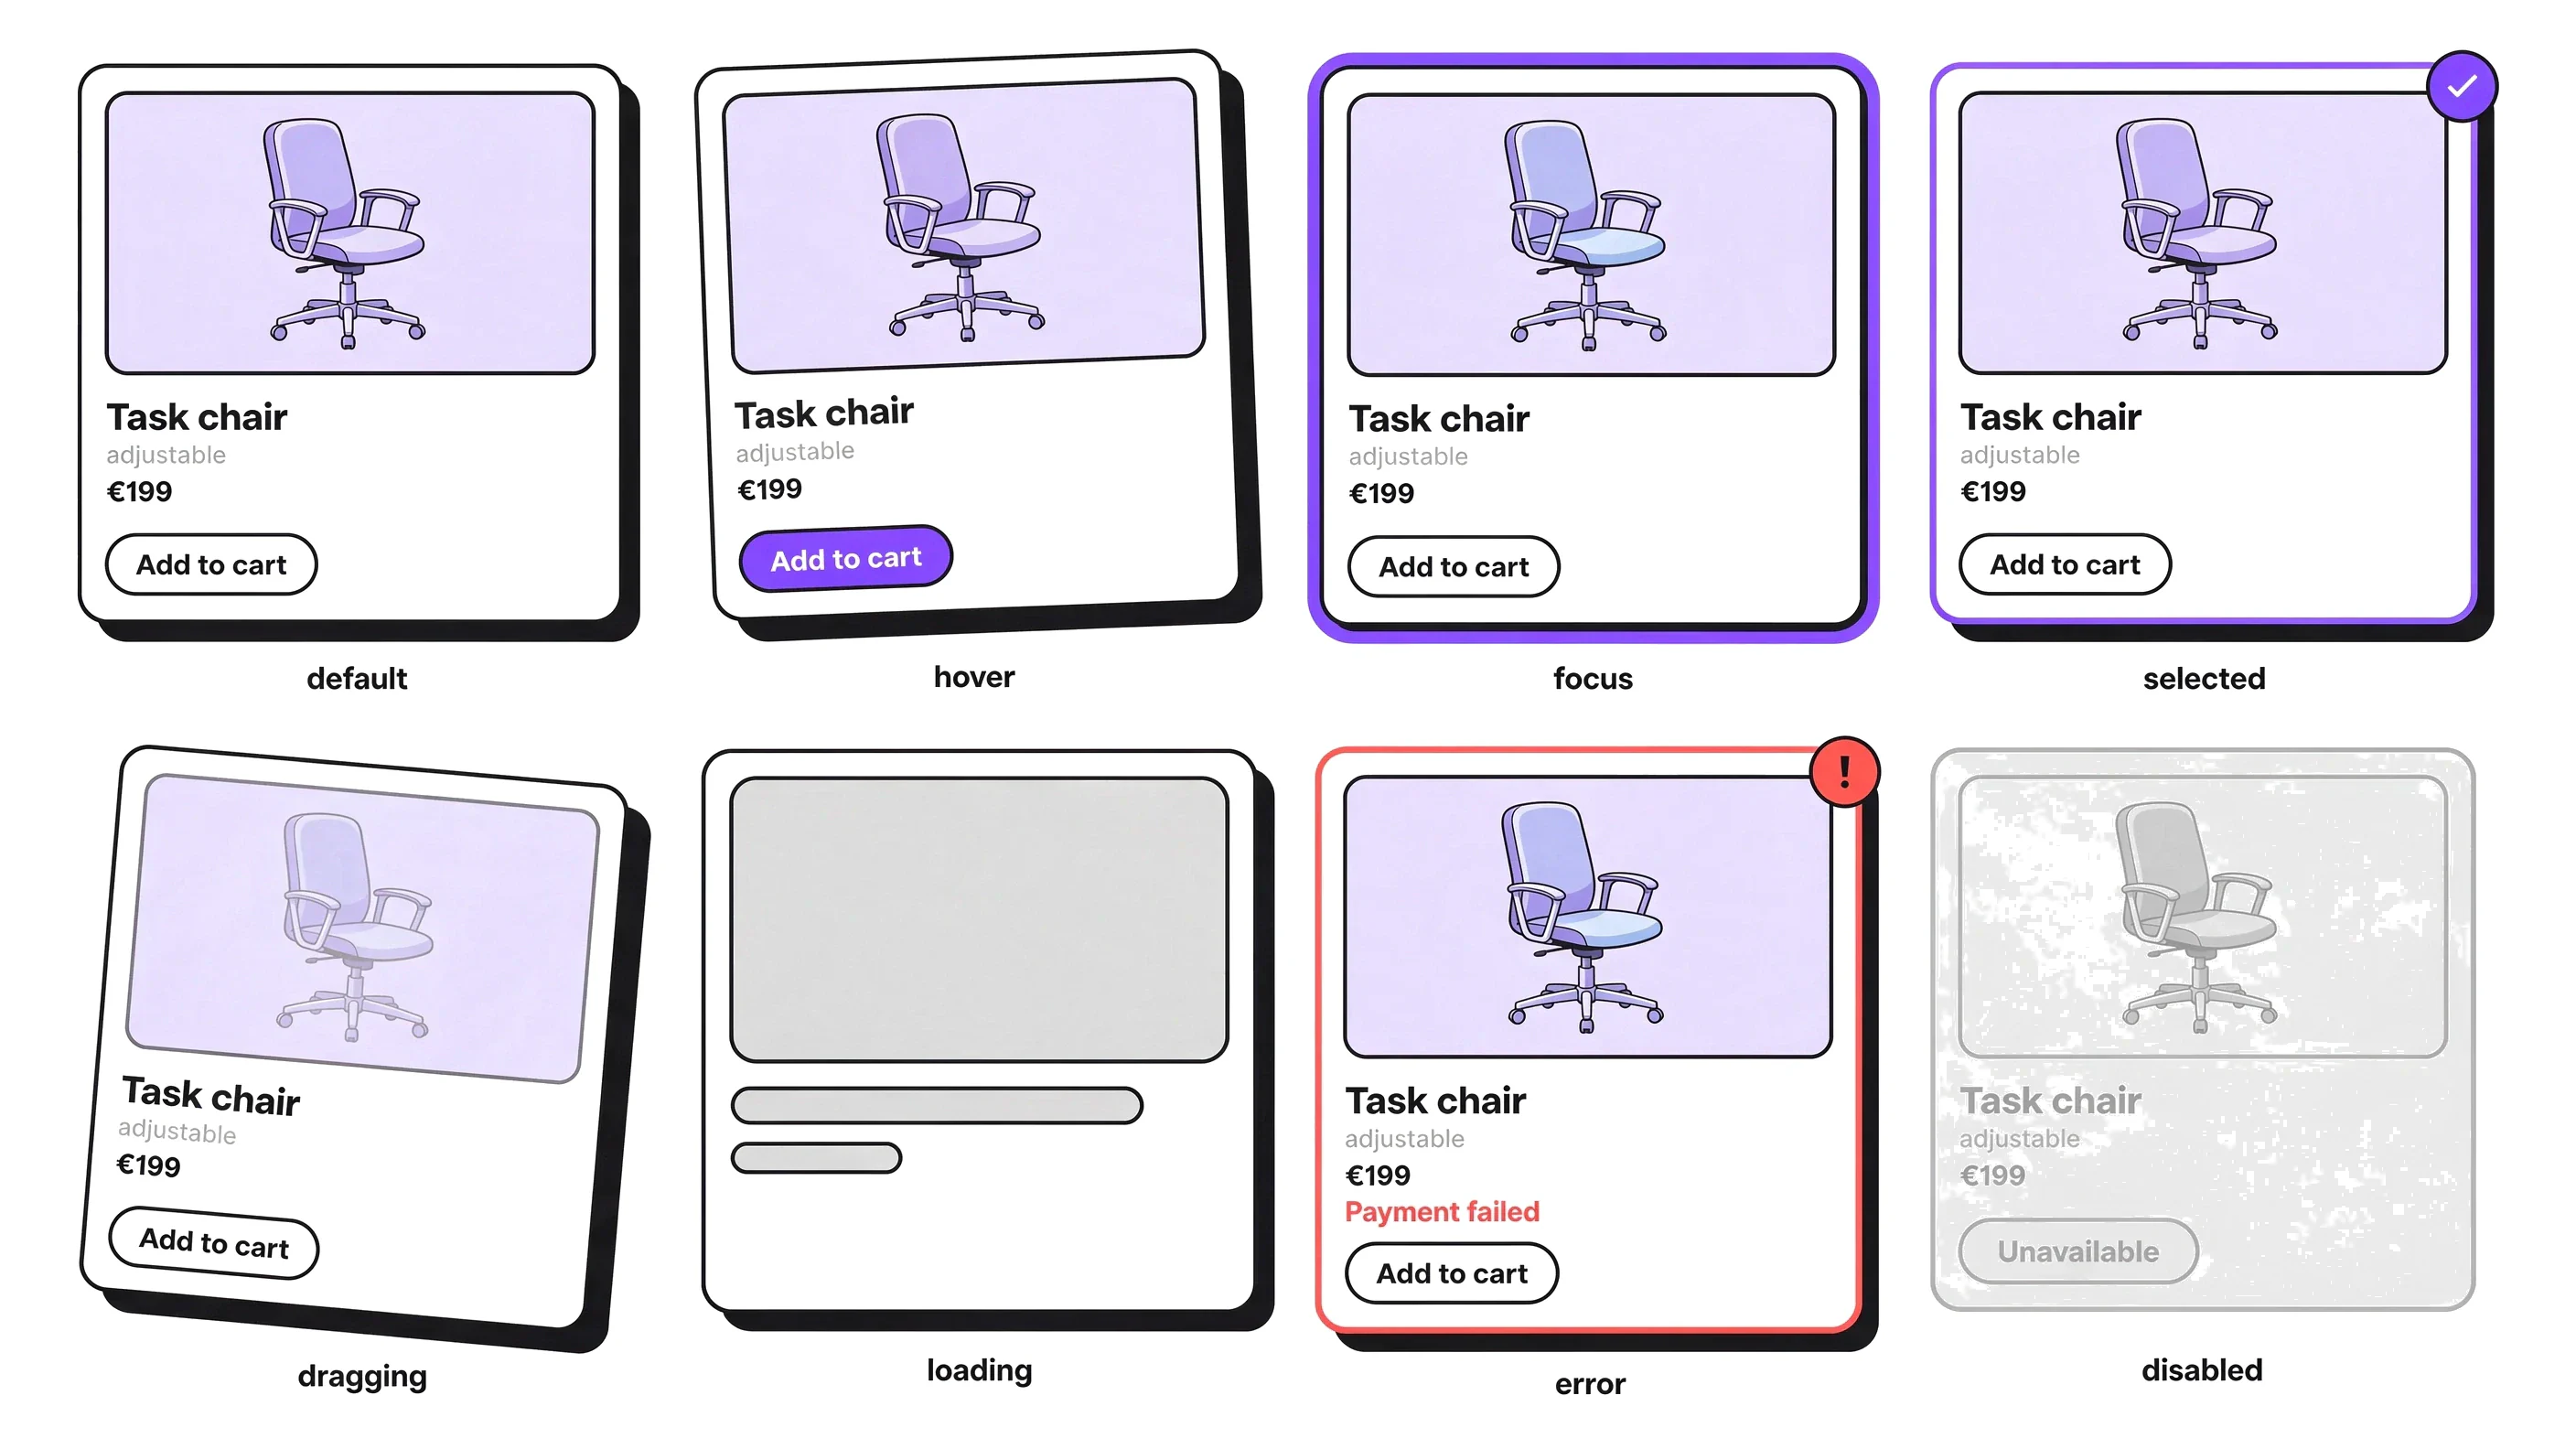 Task chair
adjustable
€199
Add to cart
default
Task chair
adjustable
€199
Add to cart
hover
Task chair
adjustable
€199
Add to cart
focus
Task chair
adjustable
€199
Add to cart
selected
Task chair
adjustable
€199
Add to cart
dragging
loading
!
Task chair
adjustable
€199
Payment failed
Add to cart
error
Task chair
adjustable
€199
Unavailable
disabled